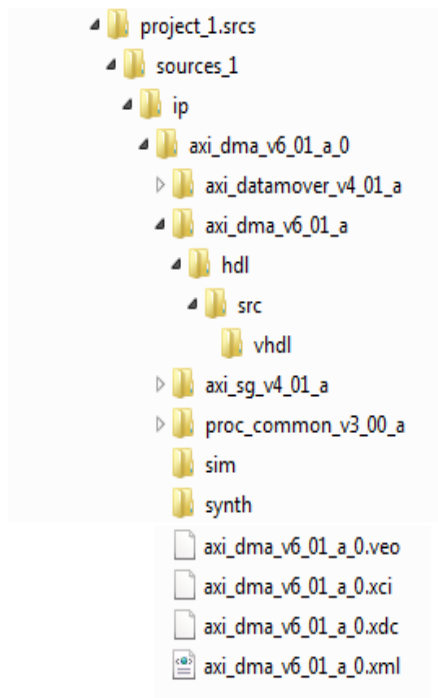 project_1.srcs
sources_1
ip
axi_dma_v6_01_a_0
axi_datamover_v4_01_a
axi_dma_v6_01_a
hdl
src
vhdl
axi_sg_v4_01_a
proc_common_v3_00_a
sim
synth
axi_dma_v6_01_a_0.veo
axi_dma_v6_01_a_0.xci
axi_dma_v6_01_a_0.xdc
axi_dma_v6_01_a_0.xml